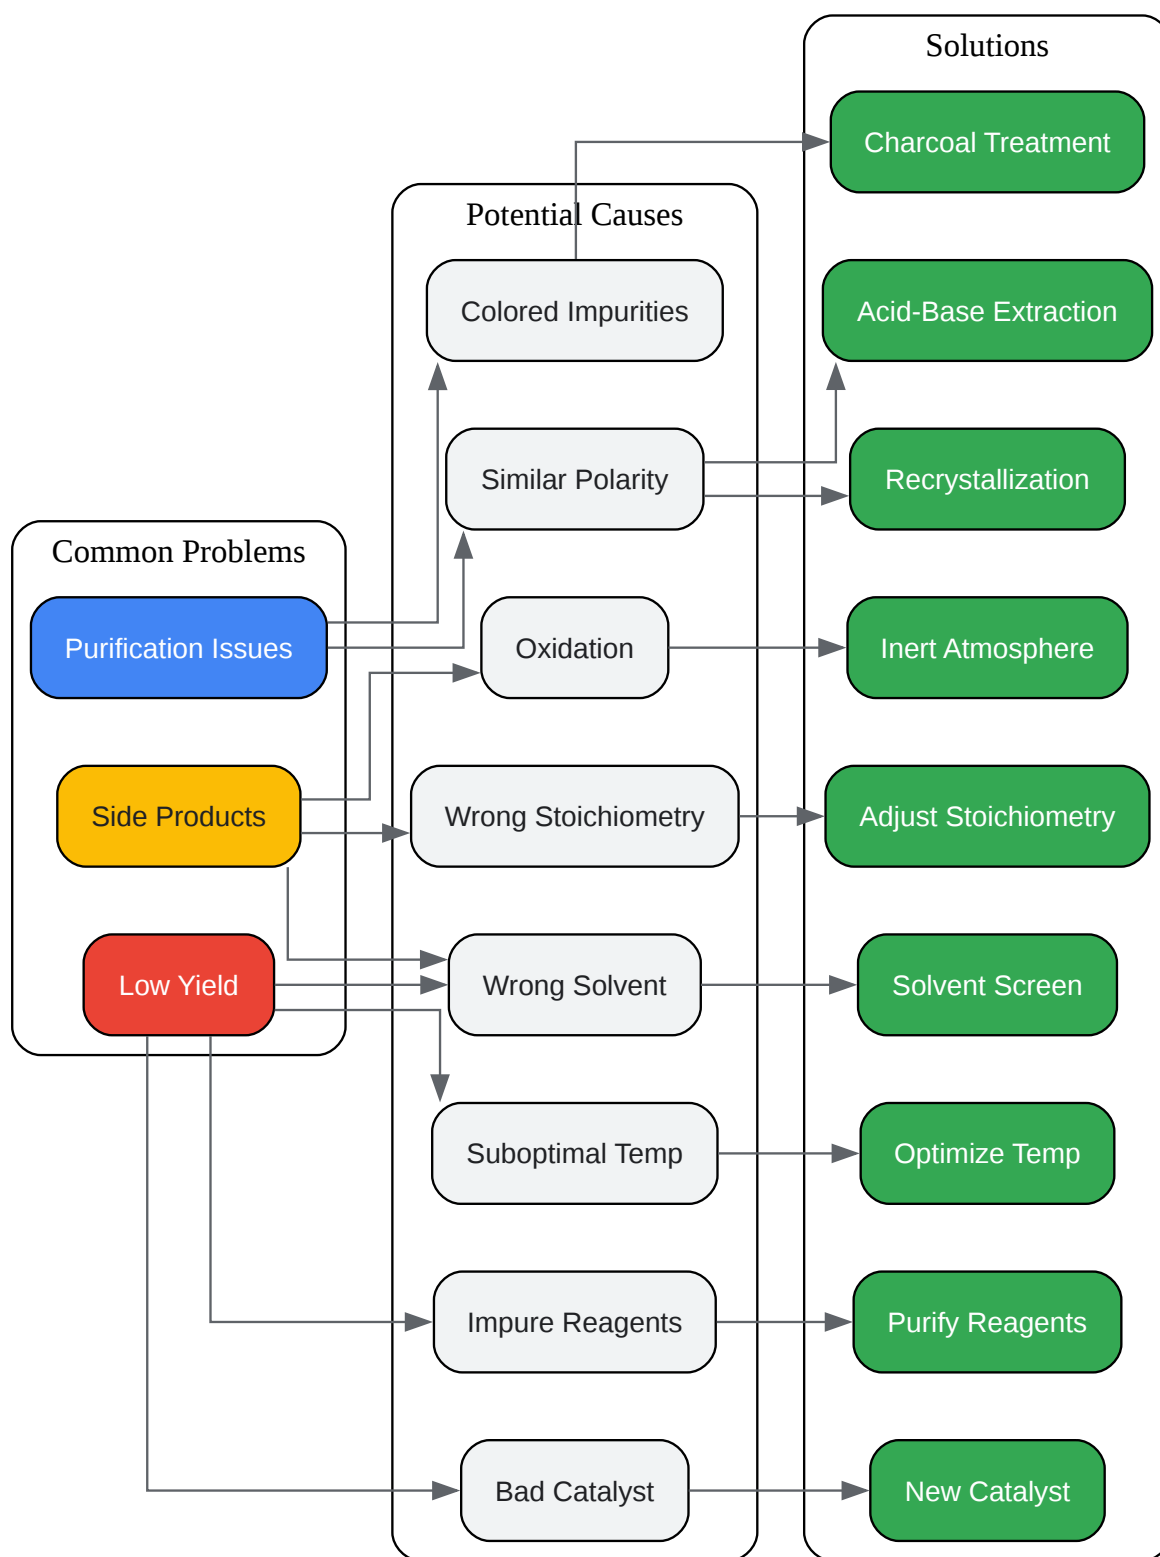 Solutions
Charcoal Treatment
Potential Causes
Colored Impurities
Acid-Base Extraction
Similar Polarity
Recrystallization
Common Problems
Purification Issues
Oxidation
Inert Atmosphere
Side Products
Wrong Stoichiometry
Adjust Stoichiometry
Low Yield
Wrong Solvent
Solvent Screen
Suboptimal Temp
Optimize Temp
Impure Reagents
Purify Reagents
Bad Catalyst
New Catalyst